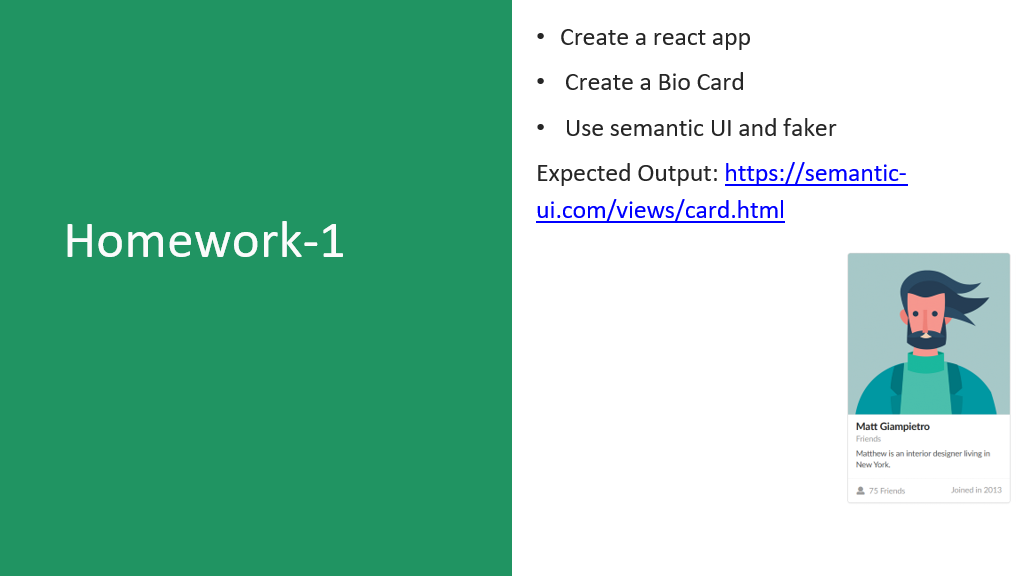 Homework-1
• Create a react app
• Create a Bio Card
• Use semantic UI and faker
Expected Output: https://semantic-
ui.com/views/card.html
Matt Giampietro
Friends
Matthew is an interior designer living in
New York.
75 Friends
Joined in 2013